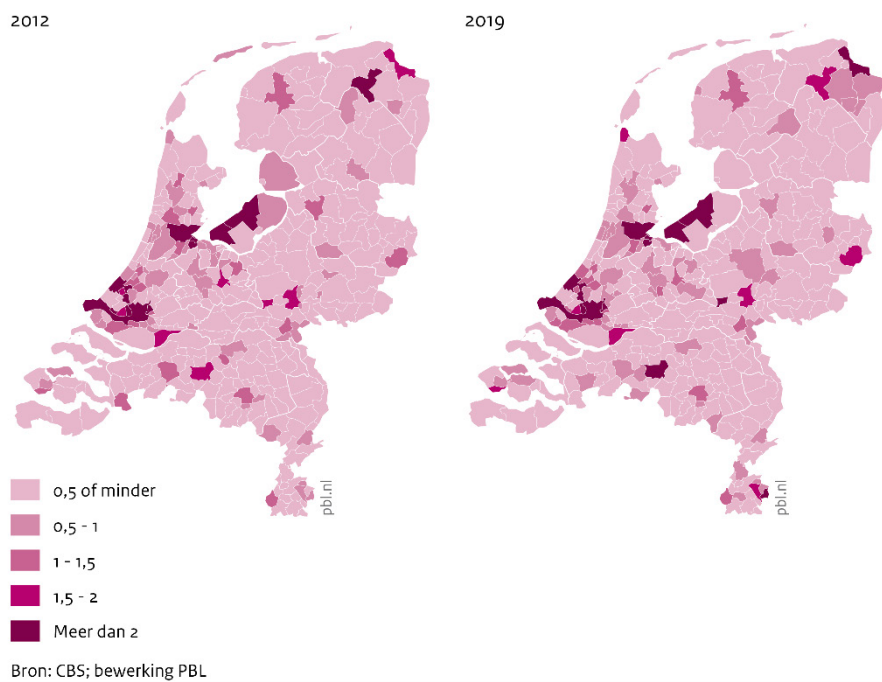 2012
2019
pbl.nl
pbl.nl
0,5 of minder
0,5 - 1
1 - 1,5
1,5 - 2
Meer dan 2
Bron: CBS; bewerking PBL